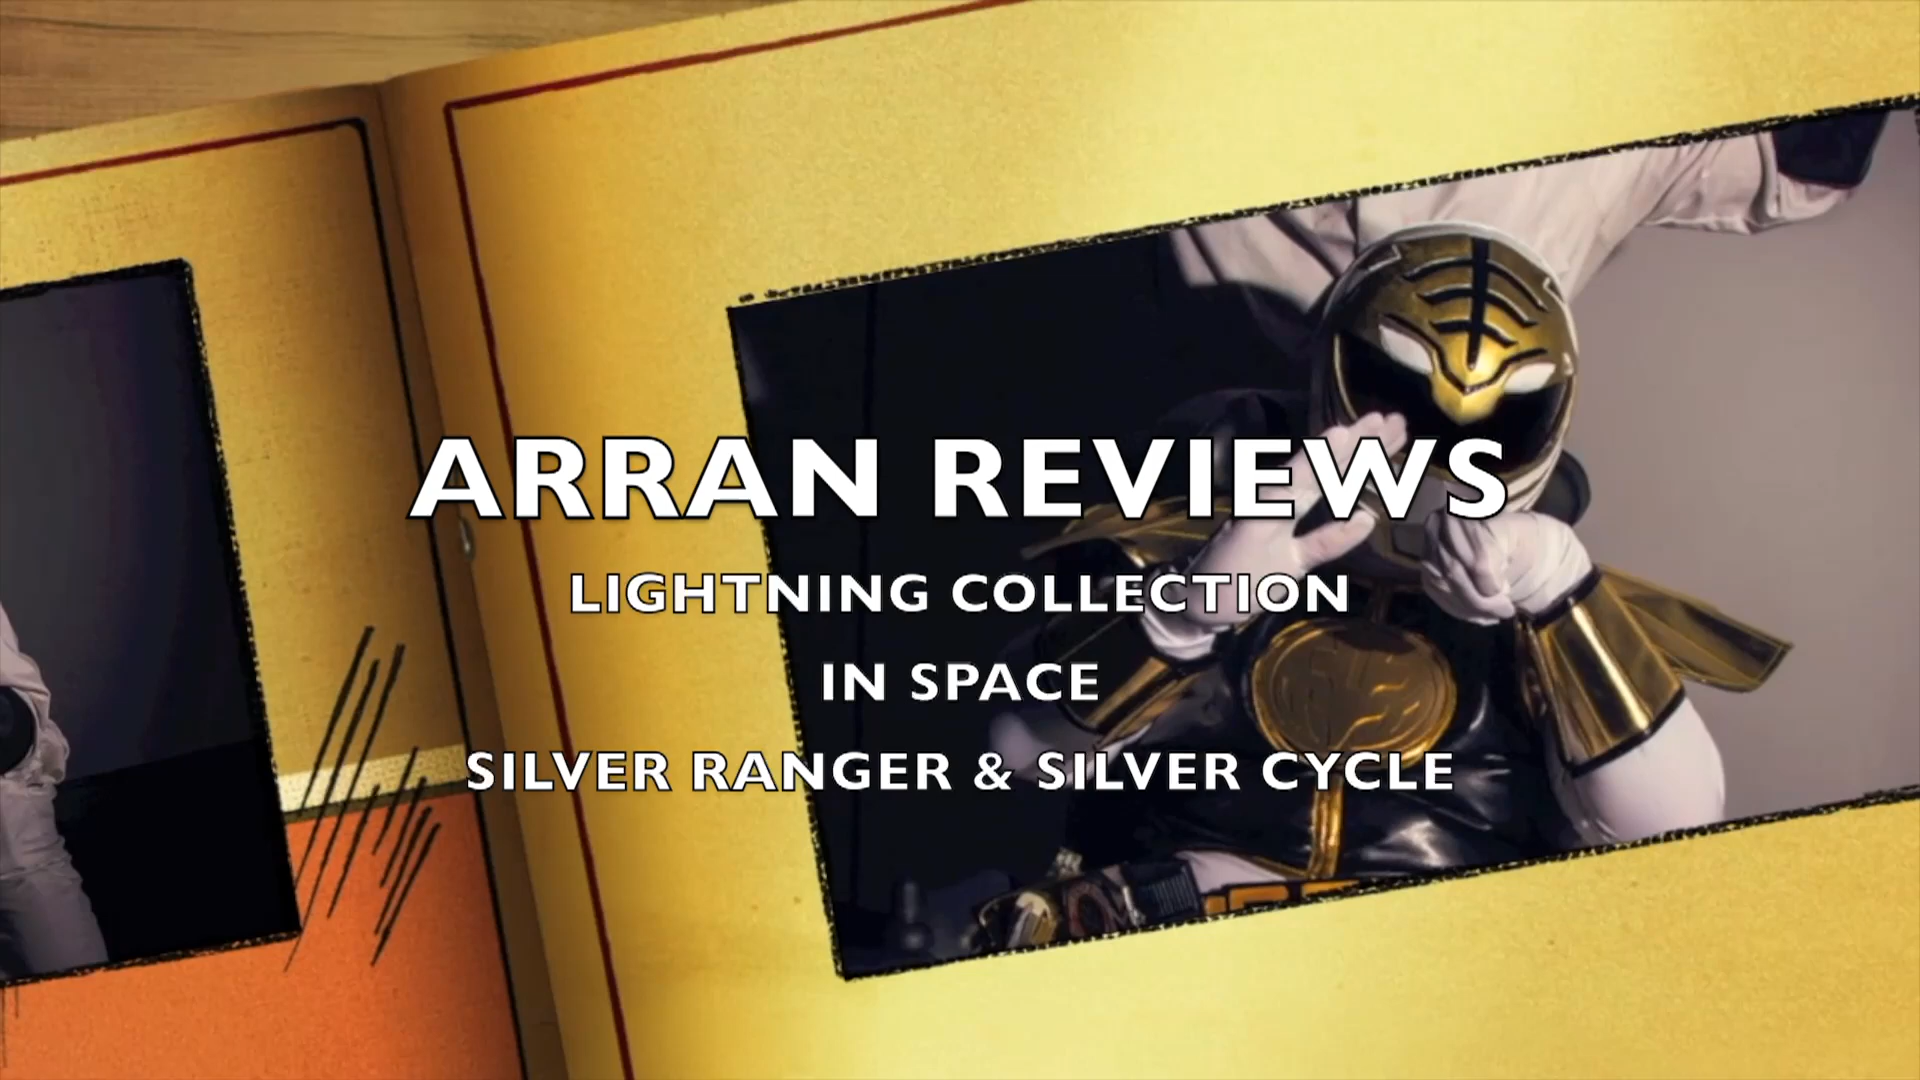 ARRAN REVIEWS
LIGHTNING COLLECTION
IN SPACE
SILVER RANGER & SILVER CYCLE